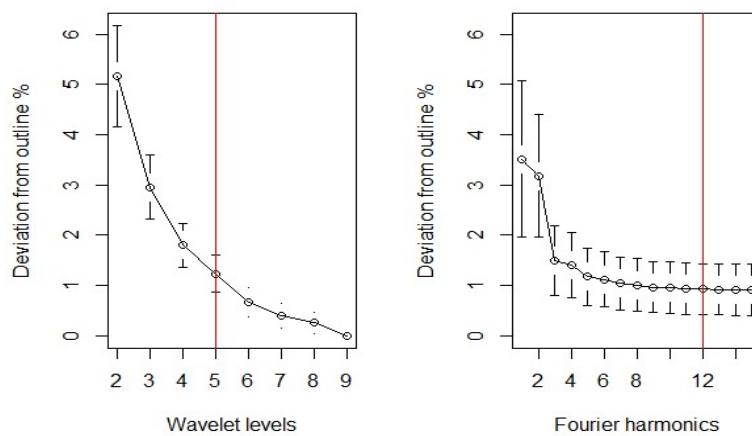 Deviation from outline %
6
5
4
3
2
1
0
2 3 4 5 6 7 8 9
Wavelet levels
Deviation from outline %
6
5
4
3
2
1
0
2 4 6 8 12
Fourier harmonics